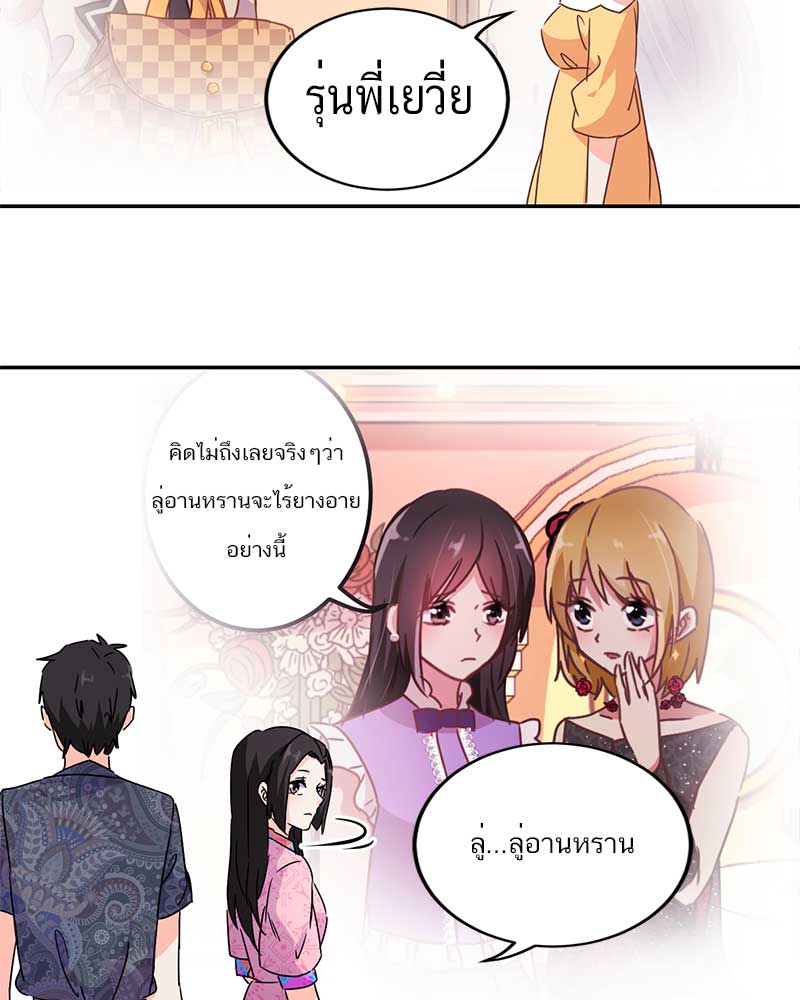 รุ่นพี่เยวี่ย
คิดไม่ถึงเลยจริงๆว่า
ลู่อานหรานจะไร้ยางอาย
อย่างนี้
ลู่...ลู่อานหราน